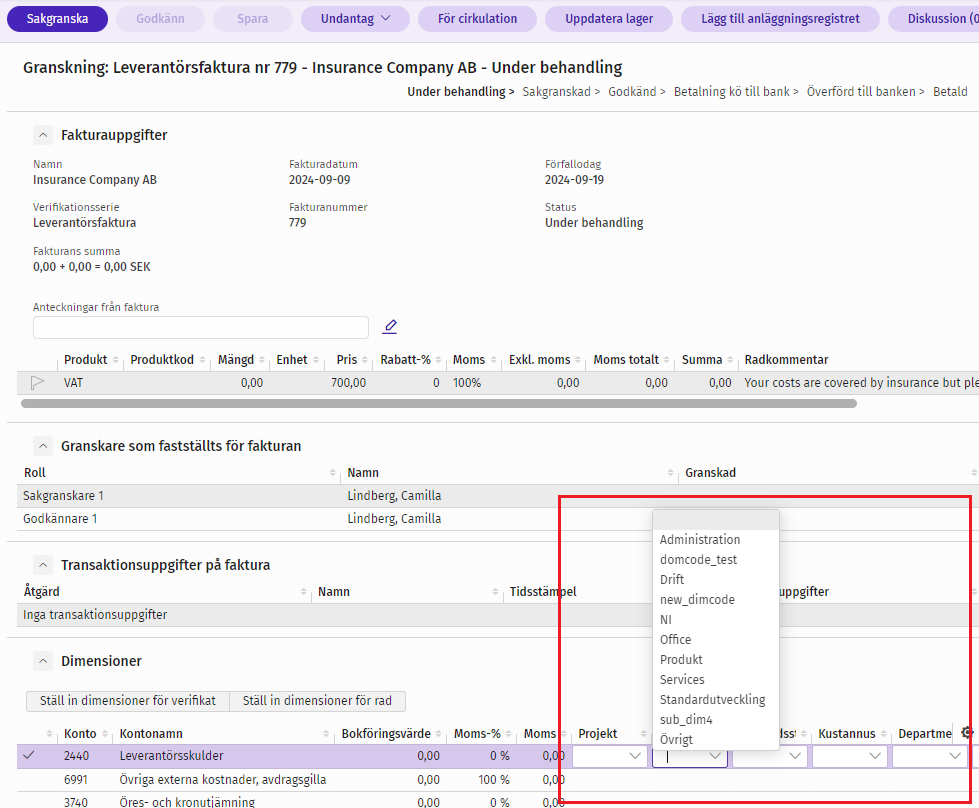 Sakgranska Godkänn Spara Undantag För cirkulation Uppdatera lager Lägg till anläggningsregistret Diskussion (0
Granskning: Leverantörsfaktura nr 779 - Insurance Company AB - Under behandling
Under behandling > Sakgranskad > Godkänd > Betalning kö till bank > Överförd till banken > Betald
Fakturauppgifter
Namn Fakturadatum Förfallodag
Insurance Company AB 2024-09-09 2024-09-19
Verifikationsserie Fakturanummer Status
Leverantörsfaktura 779 Under behandling
Fakturans summa
0,00 + 0,00 = 0,00 SEK
Anteckningar från faktura
Produkt Produktkod Mängd Enhet Pris Rabatt-% Moms Exkl. moms Moms totalt Summa Radkommentar
VAT 0,00 700,00 0 100% 0,00 0,00 0,00 Your costs are covered by insurance but ple
Granskare som fastställts för fakturan
Roll Namn Granskad
Sakgranskare 1 Lindberg, Camilla
Godkännare 1 Lindberg, Camilla
Administration
domcode_test
Drift
new_dimcode
NI
Office
Produkt
Services
Standardutveckling
sub_dim4
Övrigt
Transaktionsuppgifter på faktura
Åtgärd Namn Tidsstämpel uppgifter
Inga transaktionsuppgifter
Dimensioner
Ställ in dimensioner för verifikat Ställ in dimensioner för rad
Konto Kontonamn Bokföringsvärde Moms-% Moms Projekt Kustannus Departme
2440 Leverantörsskulder 0,00 0 % 0,00
6991 Övriga externa kostnader, avdragsgilla 0,00 100 % 0,00
3740 Öres- och kronutjämning 0,00 0 % 0,00